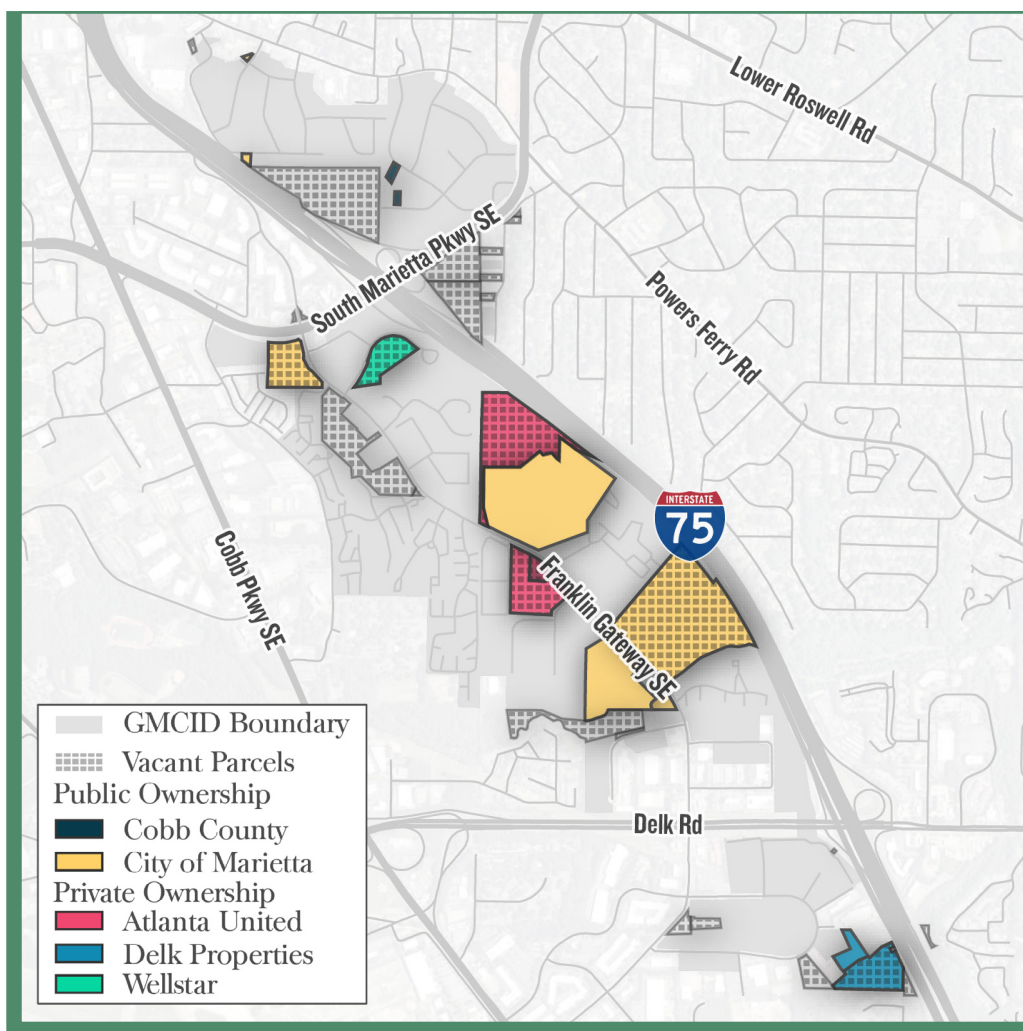 Lower Roswell Rd
South Marietta Pkwy SE
Powers Ferry Rd
INTERSTATE
75
Cobb Pkwy SE
Franklin Gateway SE
Delk Rd
GMCID Boundary
Vacant Parcels
Public Ownership
Cobb County
City of Marietta
Private Ownership
Atlanta United
Delk Properties
Wellstar